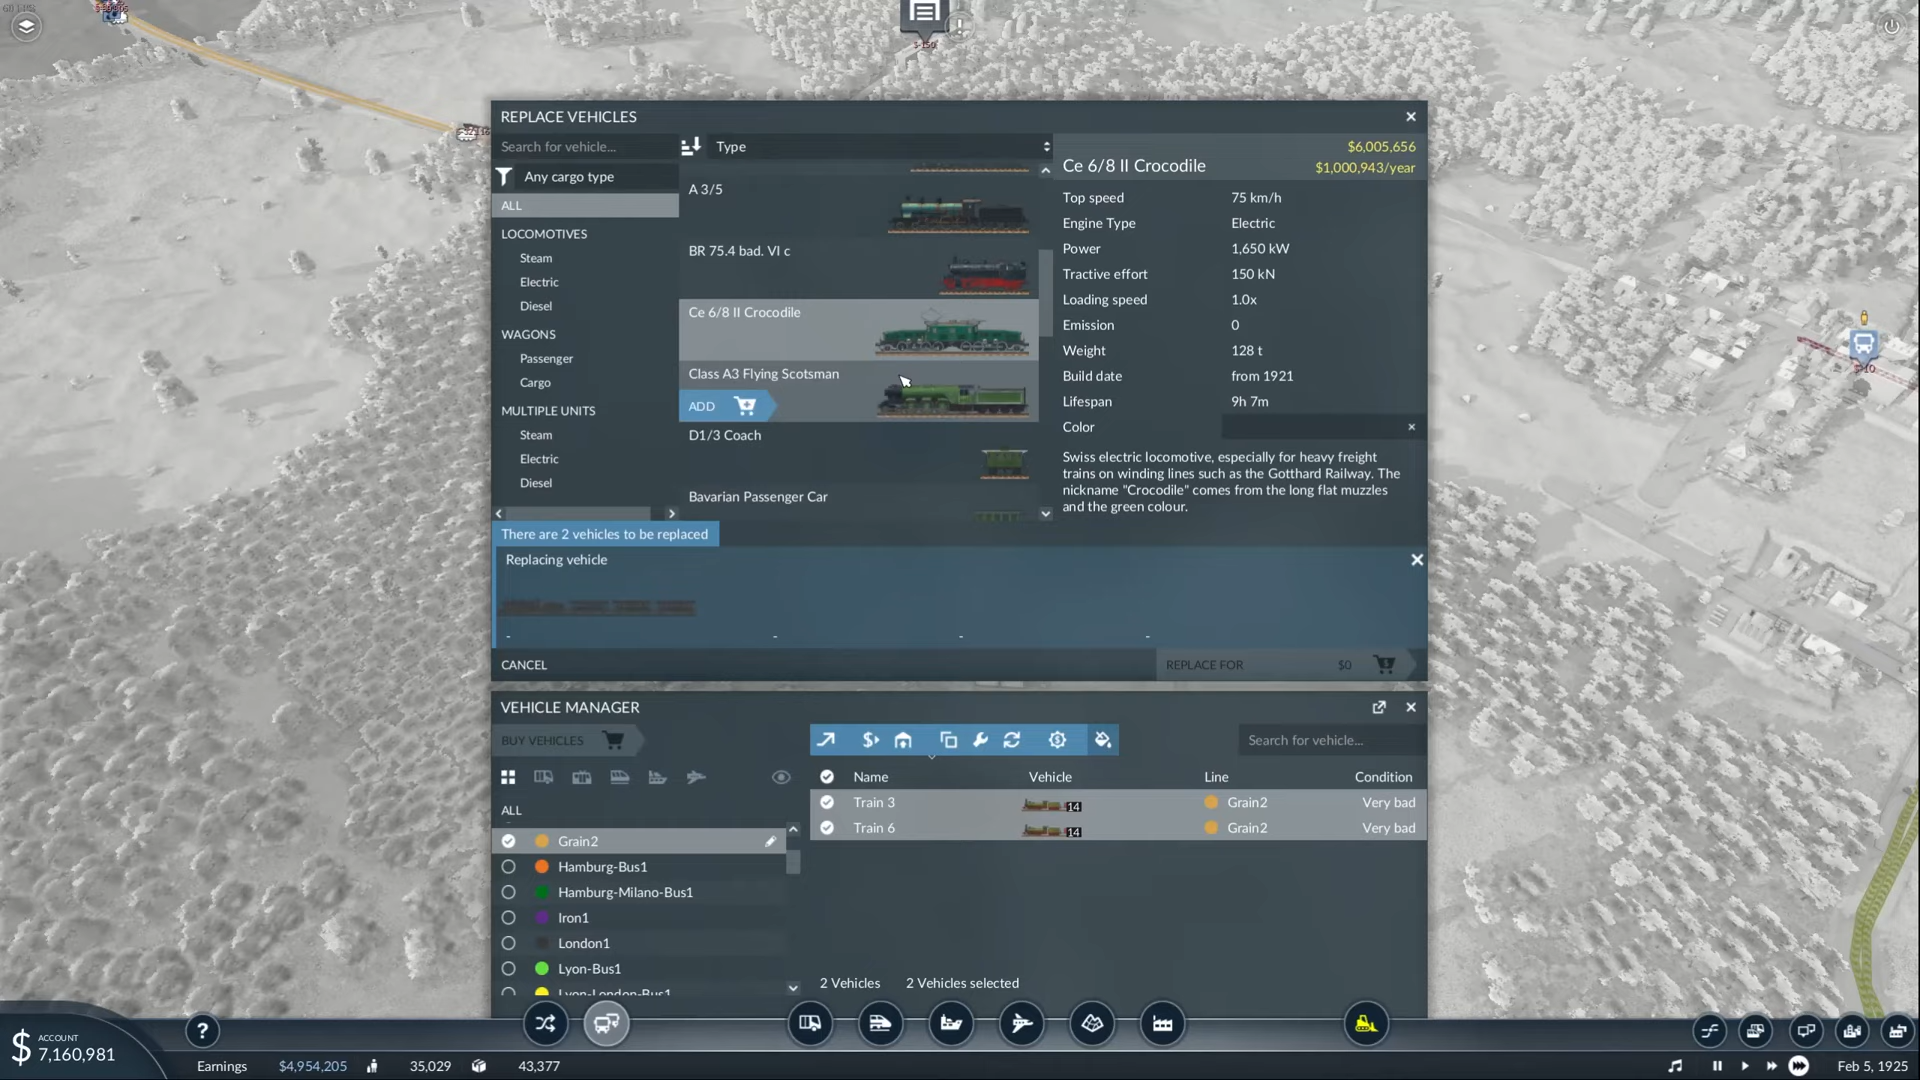 REPLACE VEHICLES
Search for vehicle...
Type
Any cargo type
ALL
LOCOMOTIVES
Steam
Electric
Diesel
WAGONS
Passenger
Cargo
MULTIPLE UNITS
Steam
Electric
Diesel
A 3/5
BR 75.4 bad. VI c
Ce 6/8 II Crocodile
Class A3 Flying Scotsman
ADD
D1/3 Coach
Bavarian Passenger Car
$6,005,656
Ce 6/8 II Crocodile
$1,000,943/year
Top speed 75 km/h
Engine Type Electric
Power 1,650 kW
Tractive effort 150 kN
Loading speed 1.0x
Emission 0
Weight 128 t
Build date from 1921
Lifespan 9h 7m
Color
Swiss electric locomotive, especially for heavy freight
trains on winding lines such as the Gotthard Railway. The
nickname "Crocodile" comes from the long flat muzzles
and the green colour.
There are 2 vehicles to be replaced
Replacing vehicle
- - - -
CANCEL
REPLACE FOR $0
VEHICLE MANAGER
BUY VEHICLES
Search for vehicle...
ALL
Grain2
Hamburg-Bus1
Hamburg-Milano-Bus1
Iron1
London1
Lyon-Bus1
Lyon-London-Bus1
Name Vehicle Line Condition
Train 3 14 Grain2 Very bad
Train 6 14 Grain2 Very bad
2 Vehicles 2 Vehicles selected
ACCOUNT
$ 7,160,981
?
Earnings $4,954,205 35,029 43,377
Feb 5, 1925